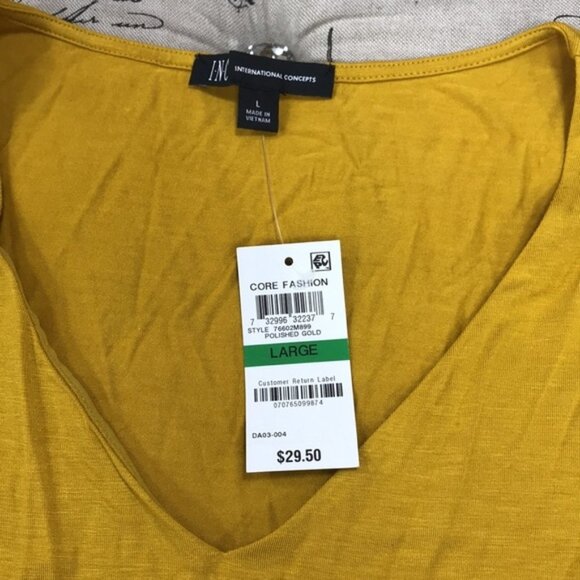 I·N·C INTERNATIONAL CONCEPTS
L
MADE IN
VIETNAM
CORE FASHION
7 32996 32237 7
STYLE 76602M899
POLISHED GOLD
LARGE
Customer Return Label
070765099874
DA03-004
$29.50